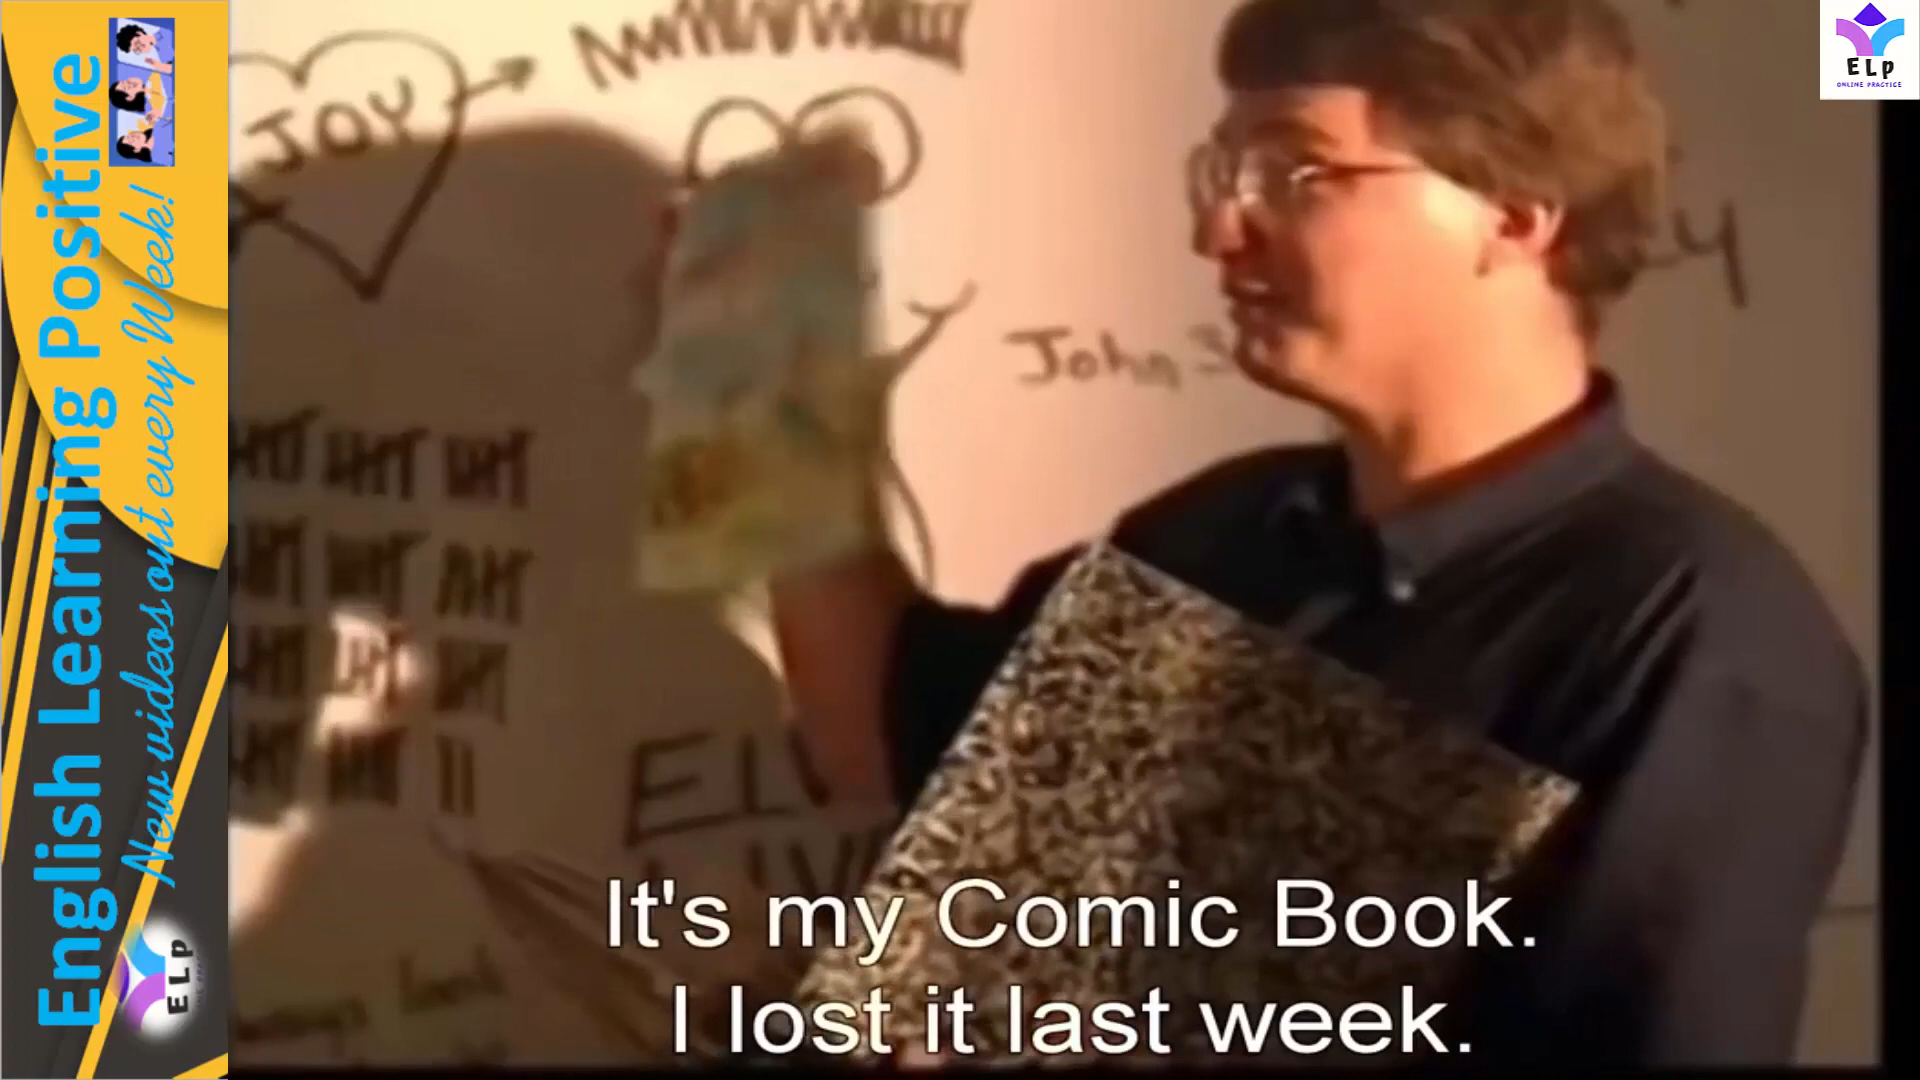 English Learning Positive
New videos out every Week!
ELP
ELP
ONLINE PRACTICE
JOY
John
It's my Comic Book.
I lost it last week.